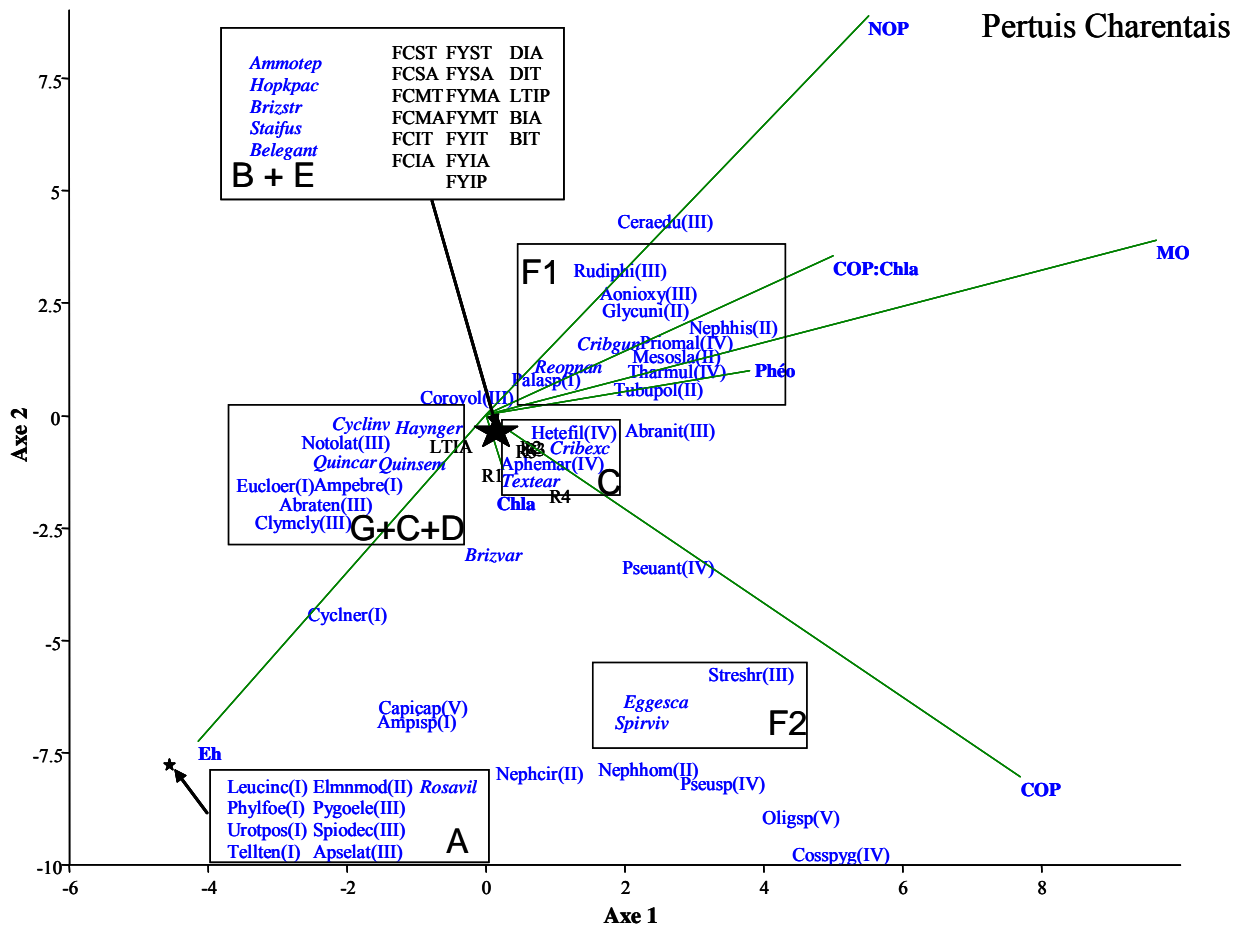 Pertuis Charentais
NOP
Ammotep
Hopkpac
Brizstr
Staifus
Belegant
B + E
FCST FYST DIA
FCSA FYSA DIT
FCMT FYMA LTIP
FCMA FYMT BIA
FCIT FYIT BIT
FCIA FYIA
FYIP
7.5
5
2.5
0
-2.5
-5
-7.5
-10
Axe 2
Ceraedu(III)
MO
COP:Chla
F1
Rudiphi(III)
Aonioxy(III)
Glycuni(II)
Nephhis(II)
Cribgun Priomal(IV)
Mesosla(II)
Reopnan
Tharmul(IV)
Phéo
Palasp(I)
Tubupol(II)
Corovol(III)
Cyclinv Haynger
Notolat(III)
LTIA
Quincar Quinsem
Eucloer(I) Ampebre(I)
Abraten(III)
Clymcly(III)
G+C+D
Hetefil(IV)
Abranit(III)
Cribexc
Aphemar(IV)
R1
Textear
C
R4
Chla
Brizvar
Pseuant(IV)
Cyclner(I)
Streshr(III)
Eggesca
Spirviv
F2
Capicap(V)
Ampisp(I)
Eh
Nephcir(II)
Nephhom(II)
Pseusp(IV)
COP
Oligsp(V)
Cosspyg(IV)
Leucinc(I) Elmnmod(II) Rosavil
Phylfoe(I) Pygoele(III)
Urotpos(I) Spiodec(III)
Tellten(I) Apselat(III)
A
-6 -4 -2 0 2 4 6 8
Axe 1